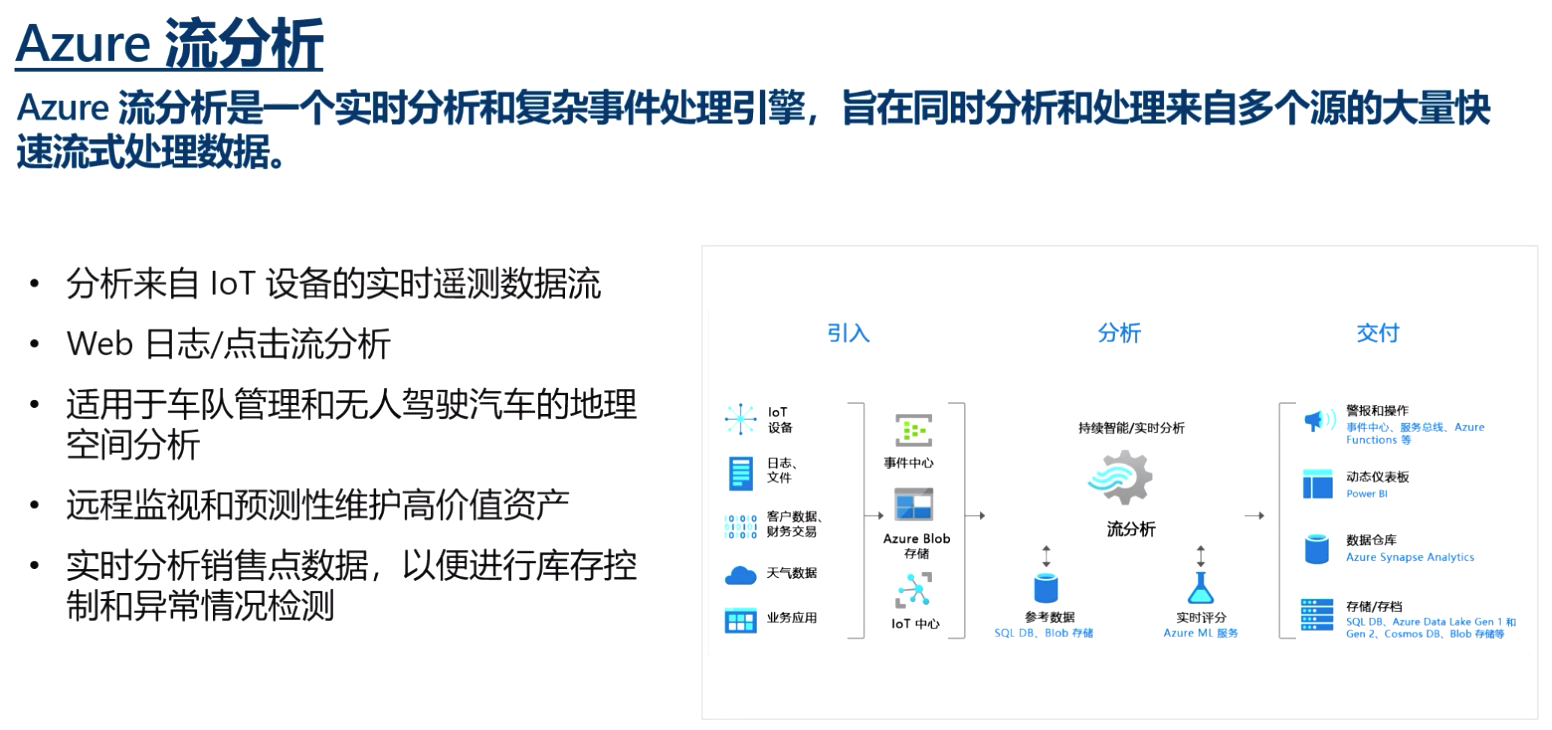 Azure 流分析
Azure 流分析是一个实时分析和复杂事件处理引擎，旨在同时分析和处理来自多个源的大量快
速流式处理数据。
• 分析来自 IoT 设备的实时遥测数据流
• Web 日志/点击流分析
• 适用于车队管理和无人驾驶汽车的地理
空间分析
• 远程监视和预测性维护高价值资产
• 实时分析销售点数据，以便进行库存控
制和异常情况检测
引入
分析
交付
IoT
设备
日志、
文件
客户数据、
财务交易
天气数据
业务应用
事件中心
Azure Blob
存储
IoT 中心
持续智能/实时分析
流分析
参考数据
SQL DB、Blob 存储
实时评分
Azure ML 服务
警报和操作
事件中心、服务总线、Azure
Functions 等
动态仪表板
Power BI
数据仓库
Azure Synapse Analytics
存储/存档
SQL DB、Azure Data Lake Gen 1 和
Gen 2、Cosmos DB、Blob 存储等